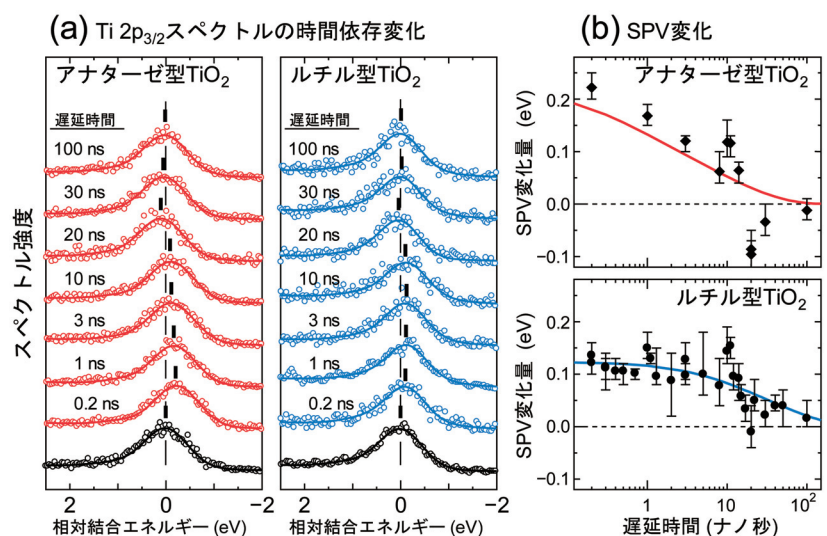 (a) Ti 2p3/2スペクトルの時間依存変化
アナターゼ型TiO2
遅延時間
100 ns
30 ns
20 ns
10 ns
3 ns
1 ns
0.2 ns
2 0 −2
ルチル型TiO2
遅延時間
100 ns
30 ns
20 ns
10 ns
3 ns
1 ns
0.2 ns
2 0 −2
スペクトル強度
相対結合エネルギー (eV)
相対結合エネルギー (eV)
(b) SPV変化
アナターゼ型TiO2
SPV変化量 (eV)
0.2
0.1
0.0
−0.1
ルチル型TiO2
SPV変化量 (eV)
0.2
0.1
0.0
−0.1
1 10 10²
遅延時間 (ナノ秒)